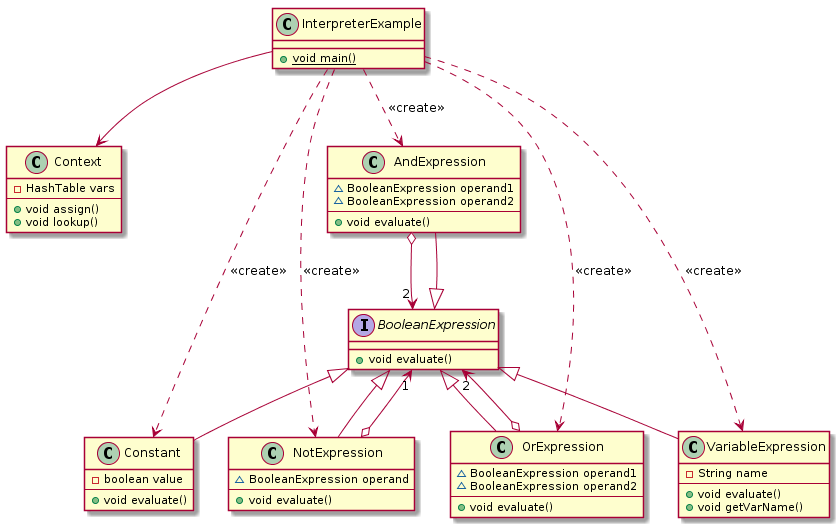 C InterpreterExample
void main()
«create»
C Context
HashTable vars
void assign()
void lookup()
C AndExpression
BooleanExpression operand1
BooleanExpression operand2
void evaluate()
«create»
«create»
«create»
«create»
2
I BooleanExpression
void evaluate()
1
2
C Constant
boolean value
void evaluate()
C NotExpression
BooleanExpression operand
void evaluate()
C OrExpression
BooleanExpression operand1
BooleanExpression operand2
void evaluate()
C VariableExpression
String name
void evaluate()
void getVarName()